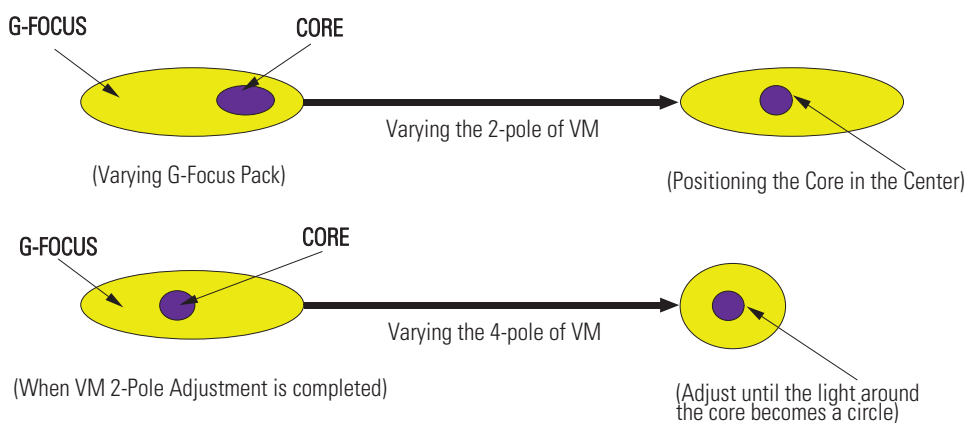 G-FOCUS
CORE
Varying the 2-pole of VM
(Varying G-Focus Pack)
(Positioning the Core in the Center)
G-FOCUS
CORE
Varying the 4-pole of VM
(When VM 2-Pole Adjustment is completed)
(Adjust until the light around
the core becomes a circle)